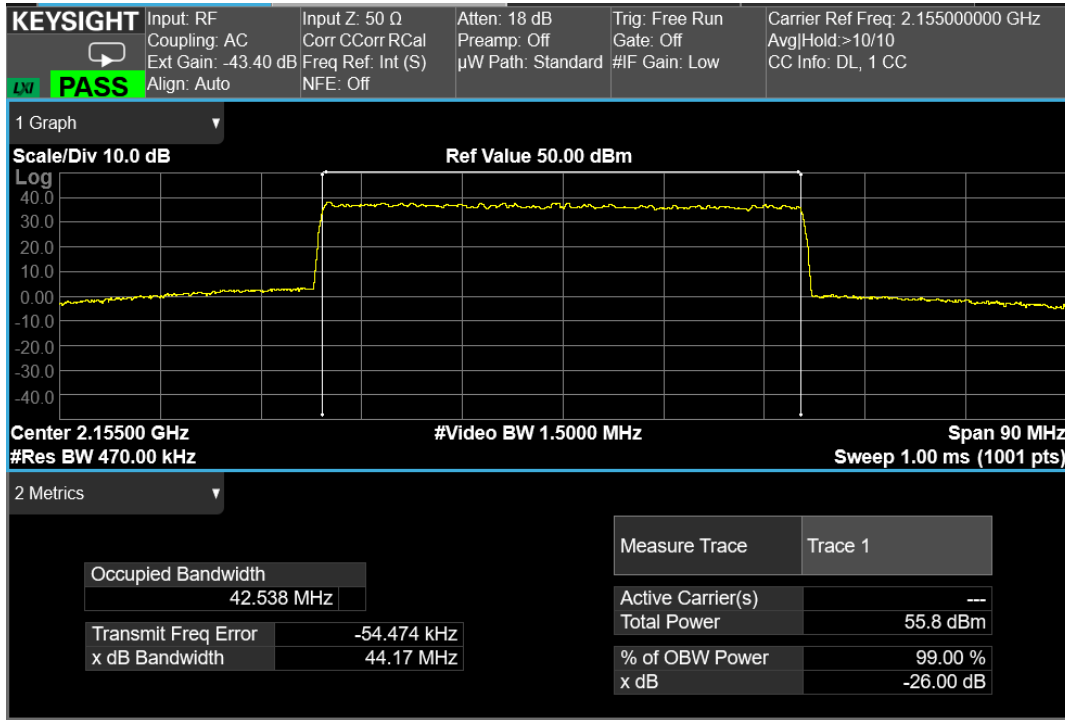 KEYSIGHT Input: RF Input Z: 50 Ω Atten: 18 dB Trig: Free Run Carrier Ref Freq: 2.155000000 GHz
Coupling: AC Corr CCorr RCal Preamp: Off Gate: Off Avg|Hold:>10/10
Ext Gain: -43.40 dB Freq Ref: Int (S) µW Path: Standard #IF Gain: Low CC Info: DL, 1 CC
LXI PASS Align: Auto NFE: Off
1 Graph
Scale/Div 10.0 dB Ref Value 50.00 dBm
Log
40.0
30.0
20.0
10.0
0.00
-10.0
-20.0
-30.0
-40.0
Center 2.15500 GHz #Video BW 1.5000 MHz Span 90 MHz
#Res BW 470.00 kHz Sweep 1.00 ms (1001 pts)
2 Metrics
Measure Trace Trace 1
Occupied Bandwidth
42.538 MHz
Active Carrier(s) ---
Total Power 55.8 dBm
Transmit Freq Error -54.474 kHz
x dB Bandwidth 44.17 MHz
% of OBW Power 99.00 %
x dB -26.00 dB